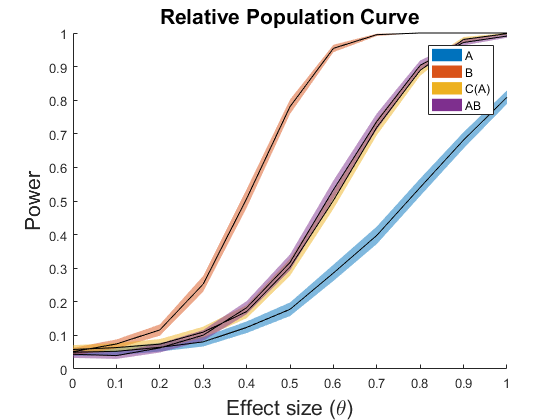 Relative Population Curve
1
0.9
0.8
0.7
0.6
0.5
0.4
0.3
0.2
0.1
0
Power
A
B
C(A)
AB
0 0.1 0.2 0.3 0.4 0.5 0.6 0.7 0.8 0.9 1
Effect size (θ)